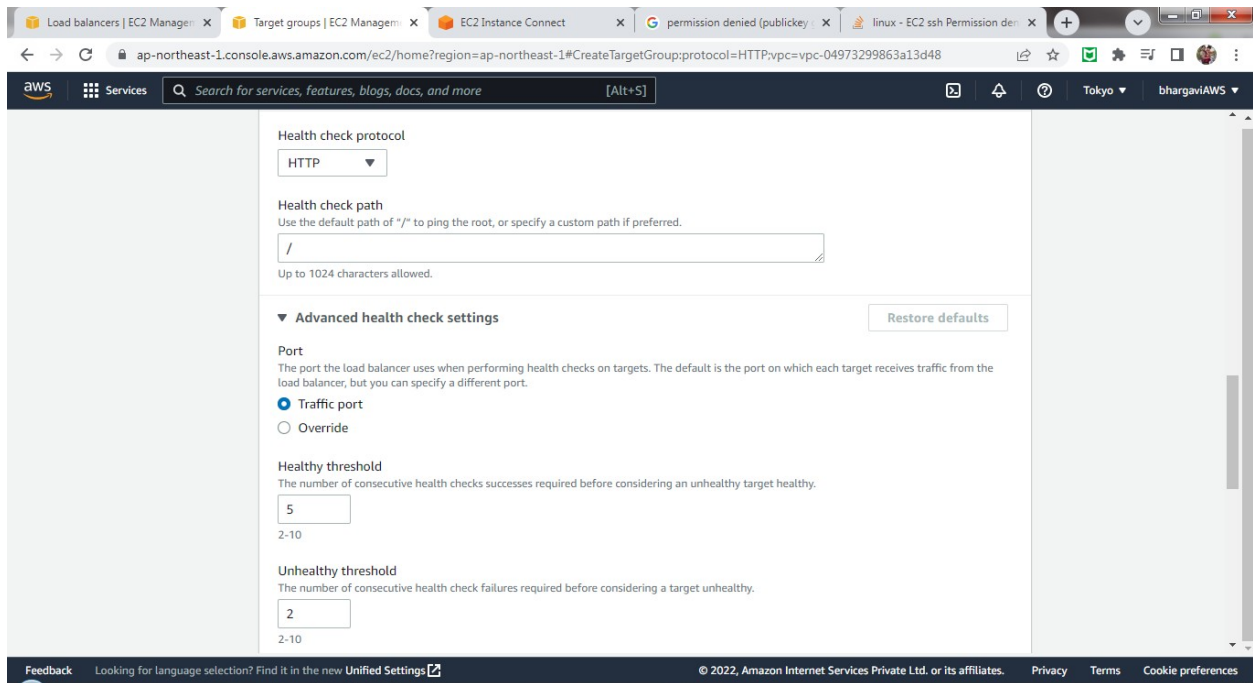 Load balancers | EC2 Managen
Target groups | EC2 Managem
EC2 Instance Connect
permission denied (publickey
linux - EC2 ssh Permission den
ap-northeast-1.console.aws.amazon.com/ec2/home?region=ap-northeast-1#CreateTargetGroup:protocol=HTTP;vpc=vpc-04973299863a13d48
aws
Services
Search for services, features, blogs, docs, and more
[Alt+S]
Tokyo
bhargaviAWS
Health check protocol
HTTP
Health check path
Use the default path of "/" to ping the root, or specify a custom path if preferred.
/
Up to 1024 characters allowed.
Advanced health check settings
Restore defaults
Port
The port the load balancer uses when performing health checks on targets. The default is the port on which each target receives traffic from the
load balancer, but you can specify a different port.
Traffic port
Override
Healthy threshold
The number of consecutive health checks successes required before considering an unhealthy target healthy.
5
2-10
Unhealthy threshold
The number of consecutive health check failures required before considering a target unhealthy.
2
2-10
Feedback
Looking for language selection? Find it in the new Unified Settings
© 2022, Amazon Internet Services Private Ltd. or its affiliates.
Privacy
Terms
Cookie preferences